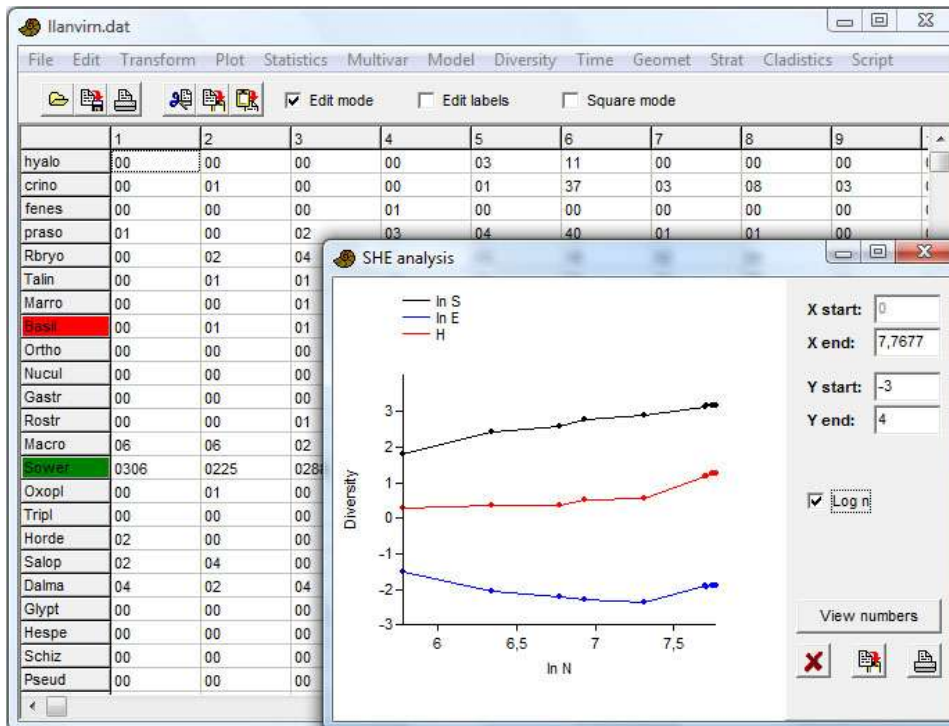 llanvirn.dat
File Edit Transform Plot Statistics Multivar Model Diversity Time Geomet Strat Cladistics Script
Edit mode Edit labels Square mode
1 2 3 4 5 6 7 8 9
hyalo 00 00 00 00 03 11 00 00 00
crino 00 01 00 00 01 37 03 08 03
fenes 00 00 00 01 00 00 00 00 00
praso 01 00 02 03 04 40 01 01 00
Rbryo 00 02 04
Talin 00 01 01
Marro 00 00 01
Basil 00 01 01
Ortho 00 00 00
Nucul 00 00 00
Gastr 00 00 00
Rostr 00 00 01
Macro 06 06 02
Sower 0306 0225 0288
Oxopl 00 01 00
Tripl 00 00 00
Horde 02 00 00
Salop 02 04 00
Dalma 04 02 04
Glypt 00 00 00
Hespe 00 00 00
Schiz 00 00 00
Pseud 00 00 00
SHE analysis
ln S
ln E
H
3
2
1
0
-1
-2
-3
Diversity
6 6,5 7 7,5
ln N
X start: 0
X end: 7,7677
Y start: -3
Y end: 4
Log n
View numbers